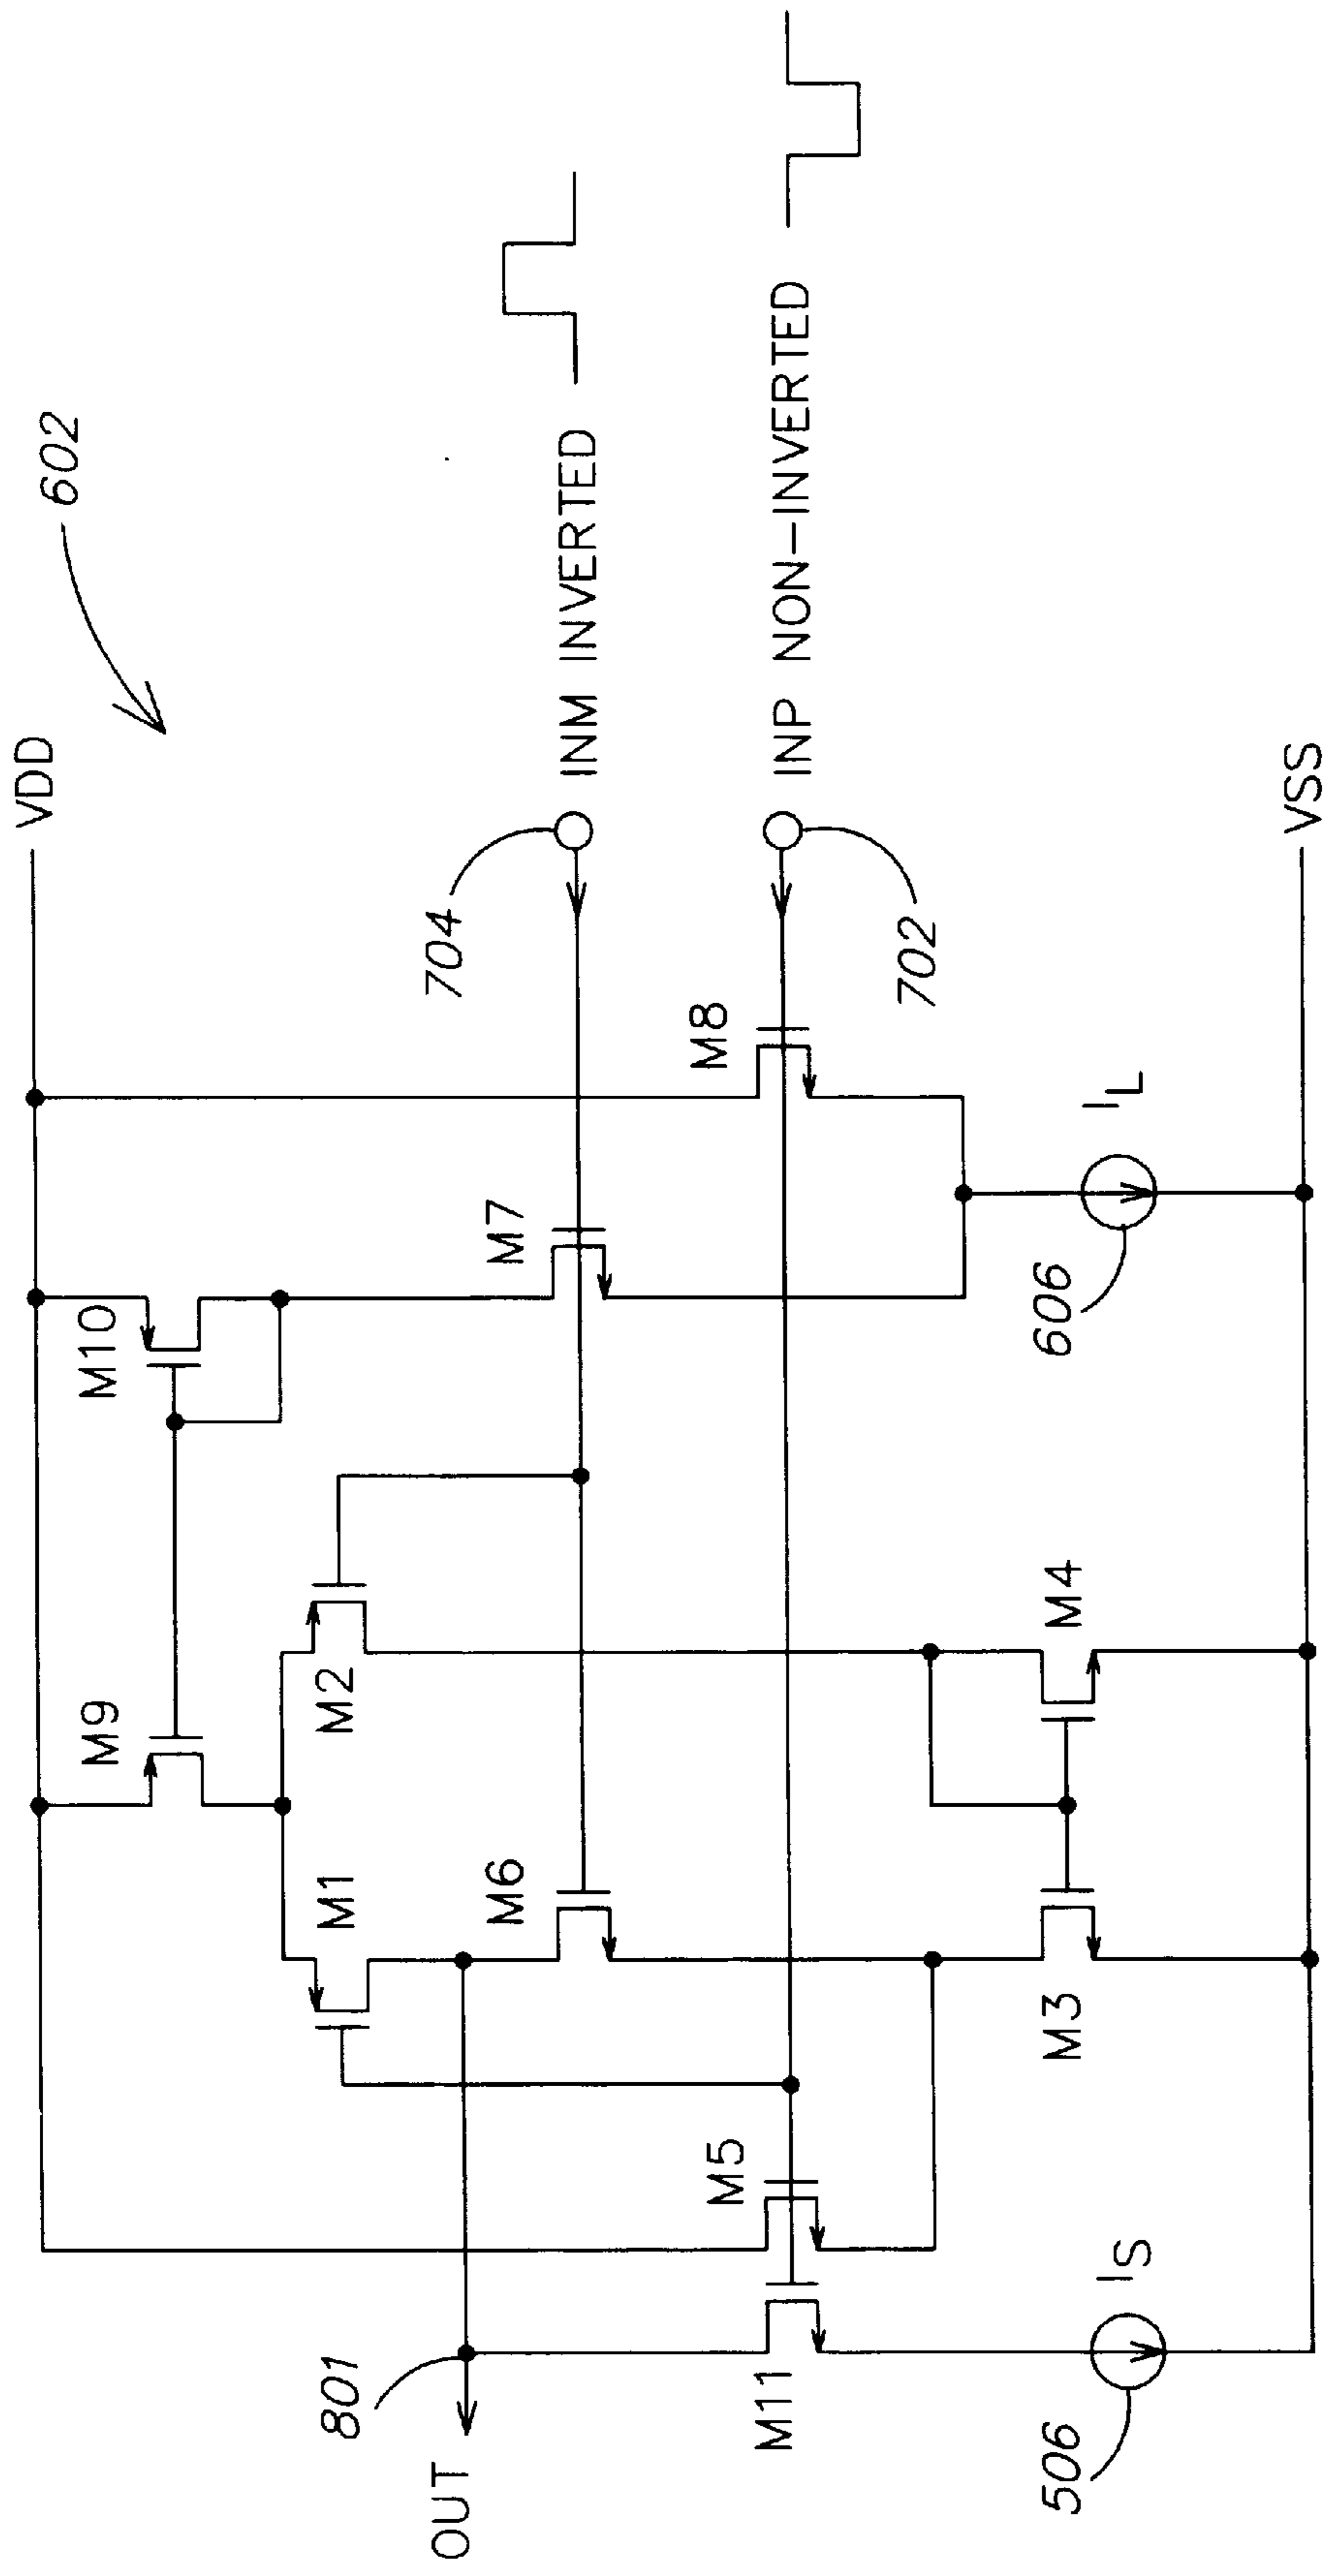 602
VDD
M10
M9
INM INVERTED
704
M7
M2
M1
M6
INP NON–INVERTED
M8
702
M5
801
OUT
M11
IL
606
M4
M3
IS
506
VSS